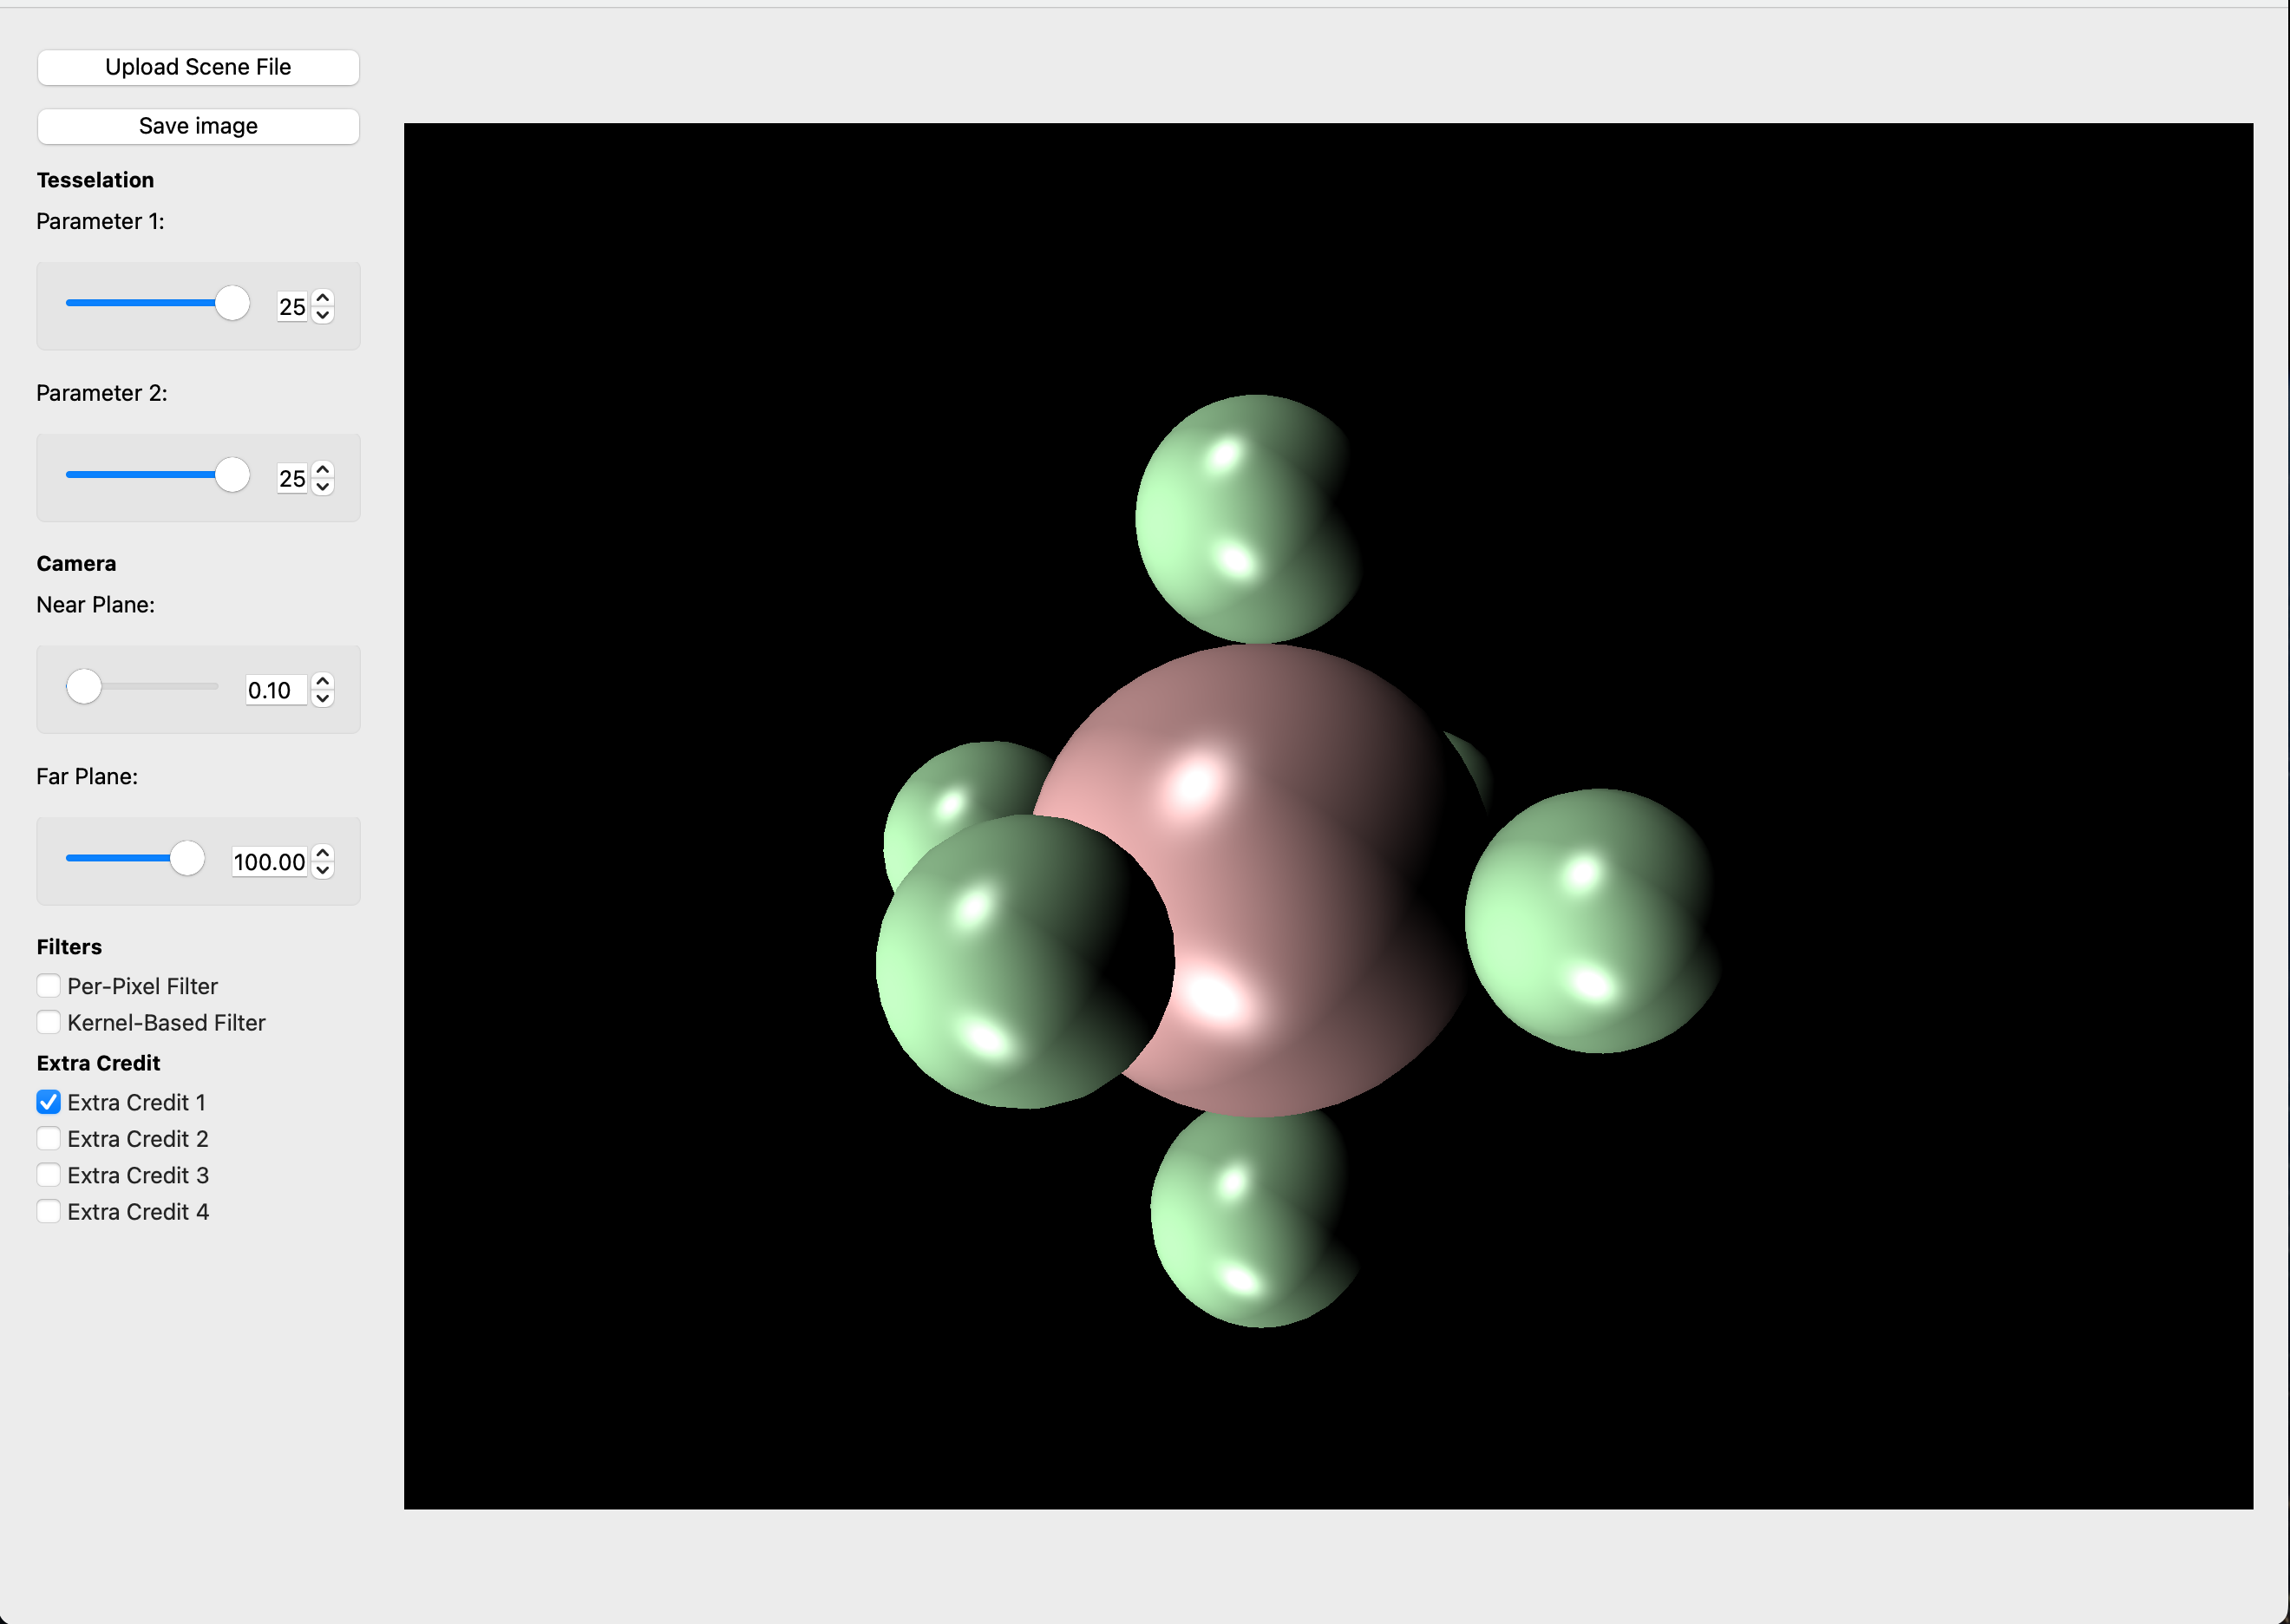 Upload Scene File
Save image
Tesselation
Parameter 1:
25
Parameter 2:
25
Camera
Near Plane:
0.10
Far Plane:
100.00
Filters
Per-Pixel Filter
Kernel-Based Filter
Extra Credit
Extra Credit 1
Extra Credit 2
Extra Credit 3
Extra Credit 4